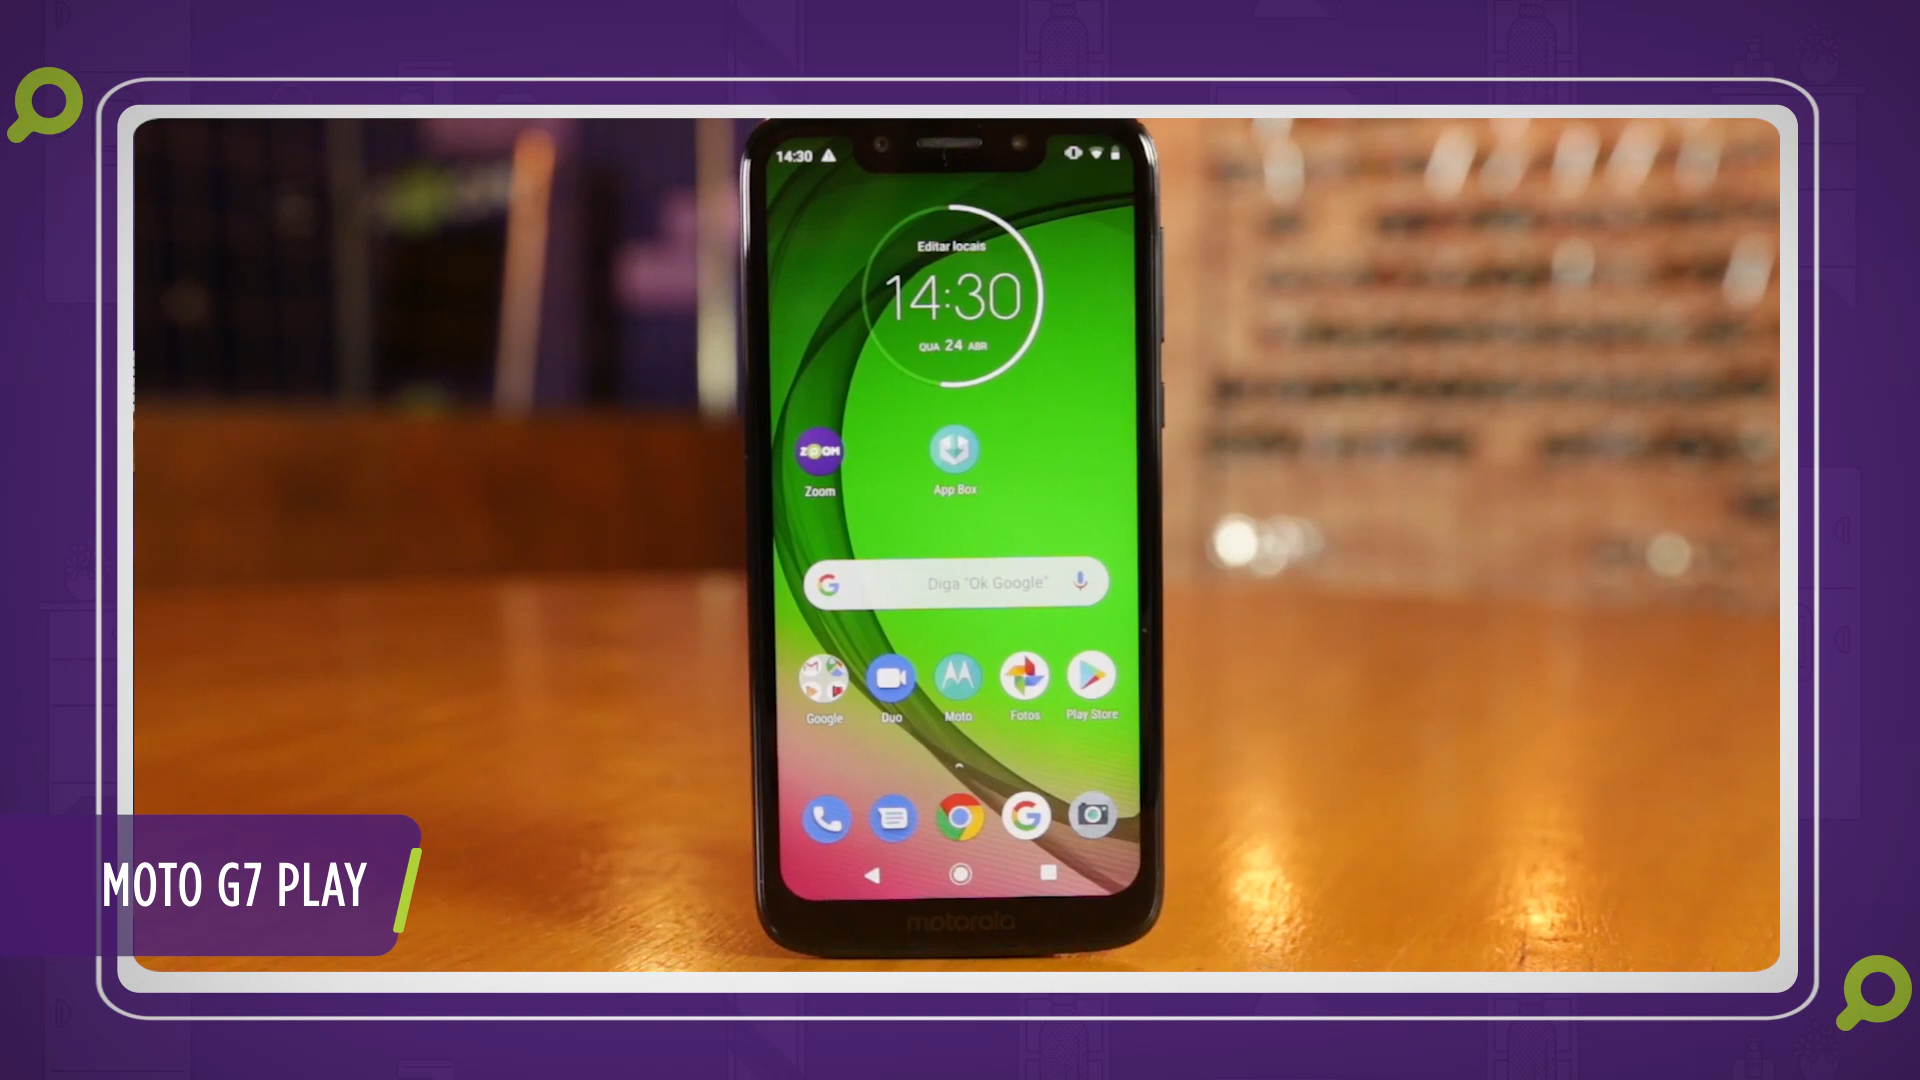 14:30
Editar locais
14:30
QUA 24 ABR
ZOOM
Zoom
App Box
Diga "Ok Google"
Google
Duo
Moto
Fotos
Play Store
MOTO G7 PLAY
motorola